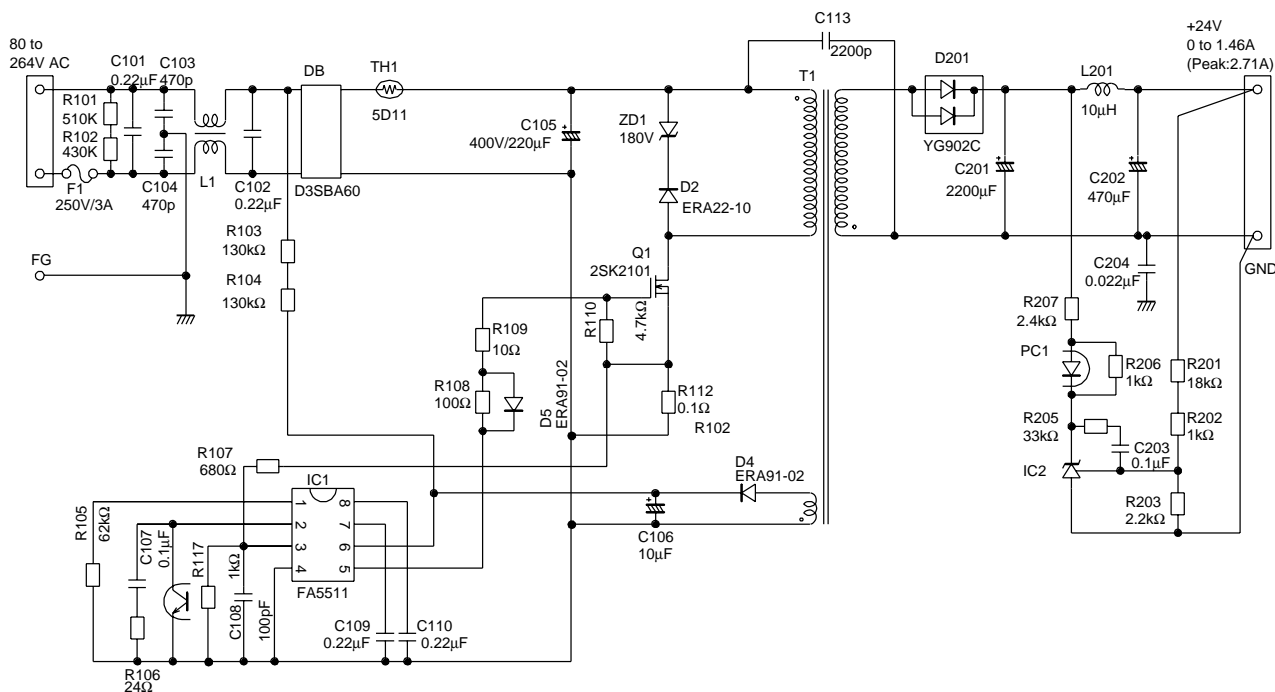 80 to
264V AC
C101
0.22µF
C103
470p
R101
510K
R102
430K
F1
250V/3A
C104
470p
L1
C102
0.22µF
DB
D3SBA60
TH1
5D11
C105
400V/220µF
ZD1
180V
D2
ERA22-10
C113
2200p
T1
D201
YG902C
C201
2200µF
L201
10µH
C202
470µF
+24V
0 to 1.46A
(Peak:2.71A)
GND
C204
0.022µF
FG
R103
130kΩ
R104
130kΩ
Q1
2SK2101
R110
4.7kΩ
R109
10Ω
R108
100Ω
D5
ERA91-02
R112
0.1Ω
R102
R107
680Ω
D4
ERA91-02
C106
10µF
R207
2.4kΩ
PC1
R206
1kΩ
R201
18kΩ
R205
33kΩ
R202
1kΩ
C203
0.1µF
IC2
R203
2.2kΩ
IC1
1
2
3
4
8
7
6
5
FA5511
R105
62kΩ
C107
0.1µF
R117
1kΩ
C108
100pF
R106
24Ω
C109
0.22µF
C110
0.22µF